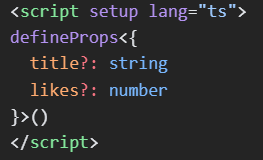 <script setup lang="ts">
defineProps<{
  title?: string
  likes?: number
}>()
</script>